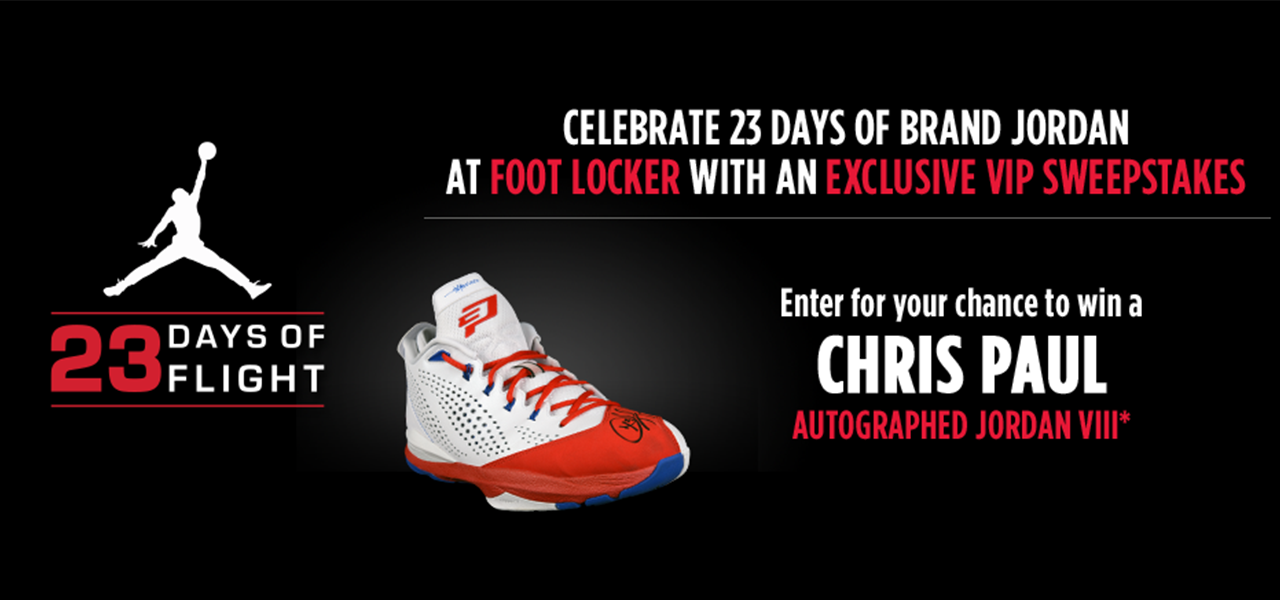 CELEBRATE 23 DAYS OF BRAND JORDAN
AT FOOT LOCKER WITH AN EXCLUSIVE VIP SWEEPSTAKES
23 DAYS OF
FLIGHT
Enter for your chance to win a
CHRIS PAUL
AUTOGRAPHED JORDAN VIII*